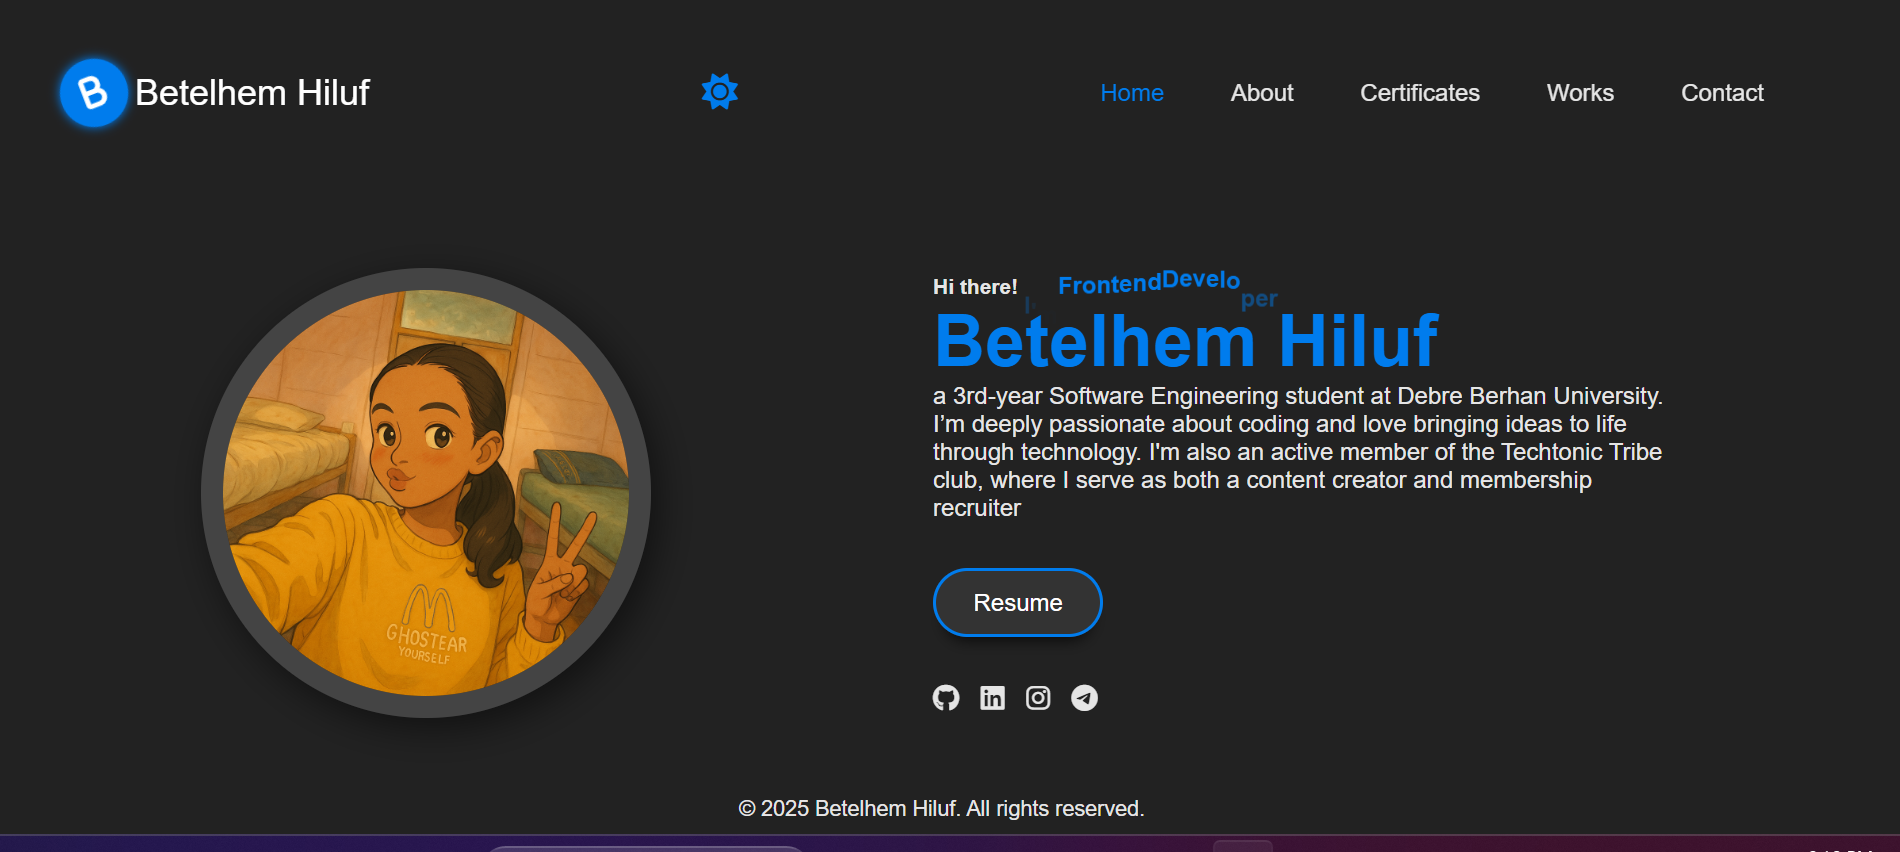 B Betelhem Hiluf
Home About Certificates Works Contact
Hi there! FrontendDeveloper
Betelhem Hiluf
a 3rd-year Software Engineering student at Debre Berhan University.
I’m deeply passionate about coding and love bringing ideas to life
through technology. I'm also an active member of the Techtonic Tribe
club, where I serve as both a content creator and membership
recruiter
GHOSTEAR
YOURSELF
Resume
in
© 2025 Betelhem Hiluf. All rights reserved.